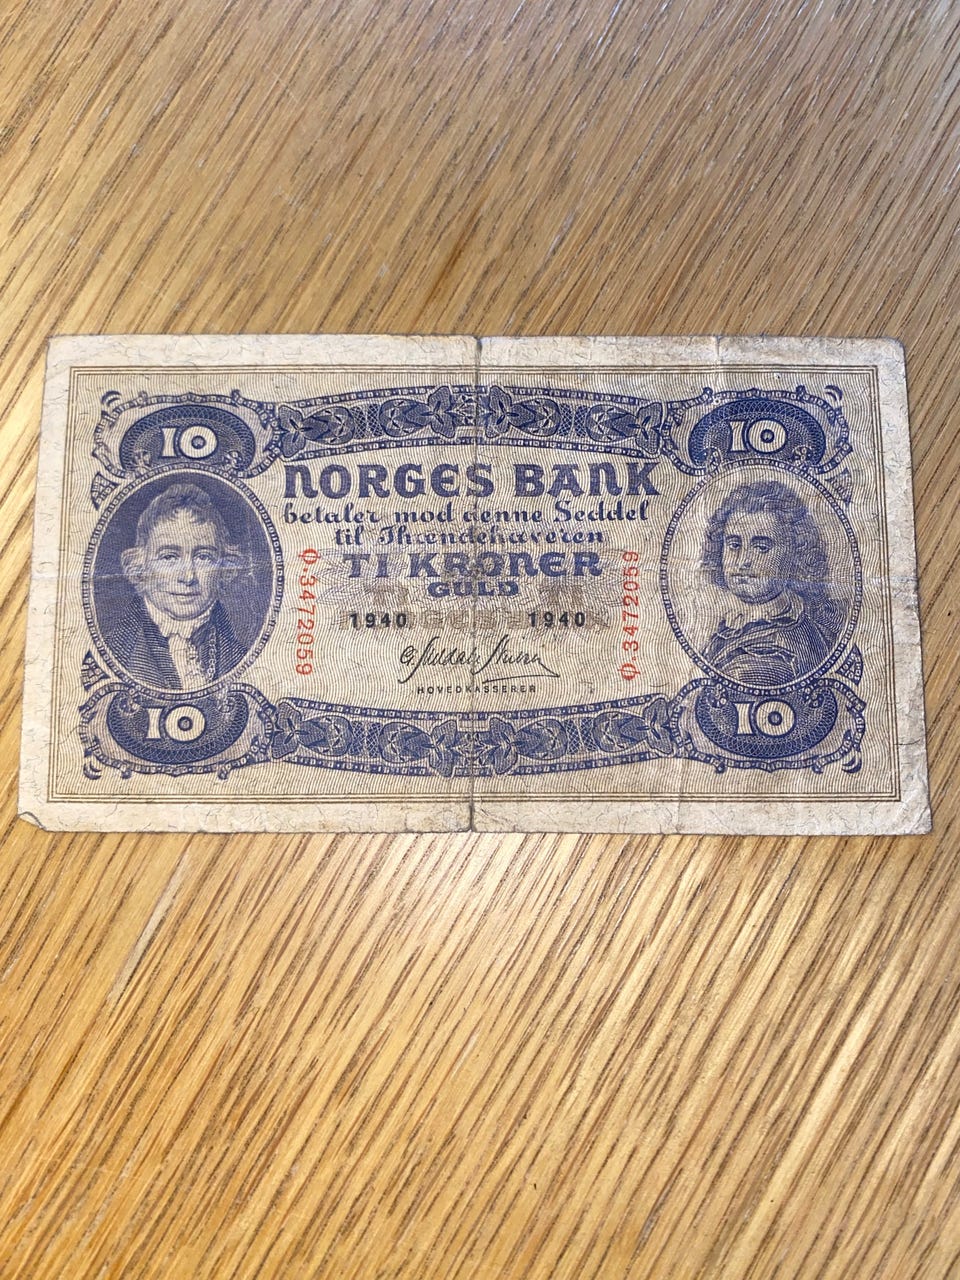 10 10
NORGES BANK
betaler mod denne Seddel
til Ihændehaveren
TI KRONER
GULD
1940 1940
HOVEDKASSERER
Φ.3472059
Φ.3472059
10 10